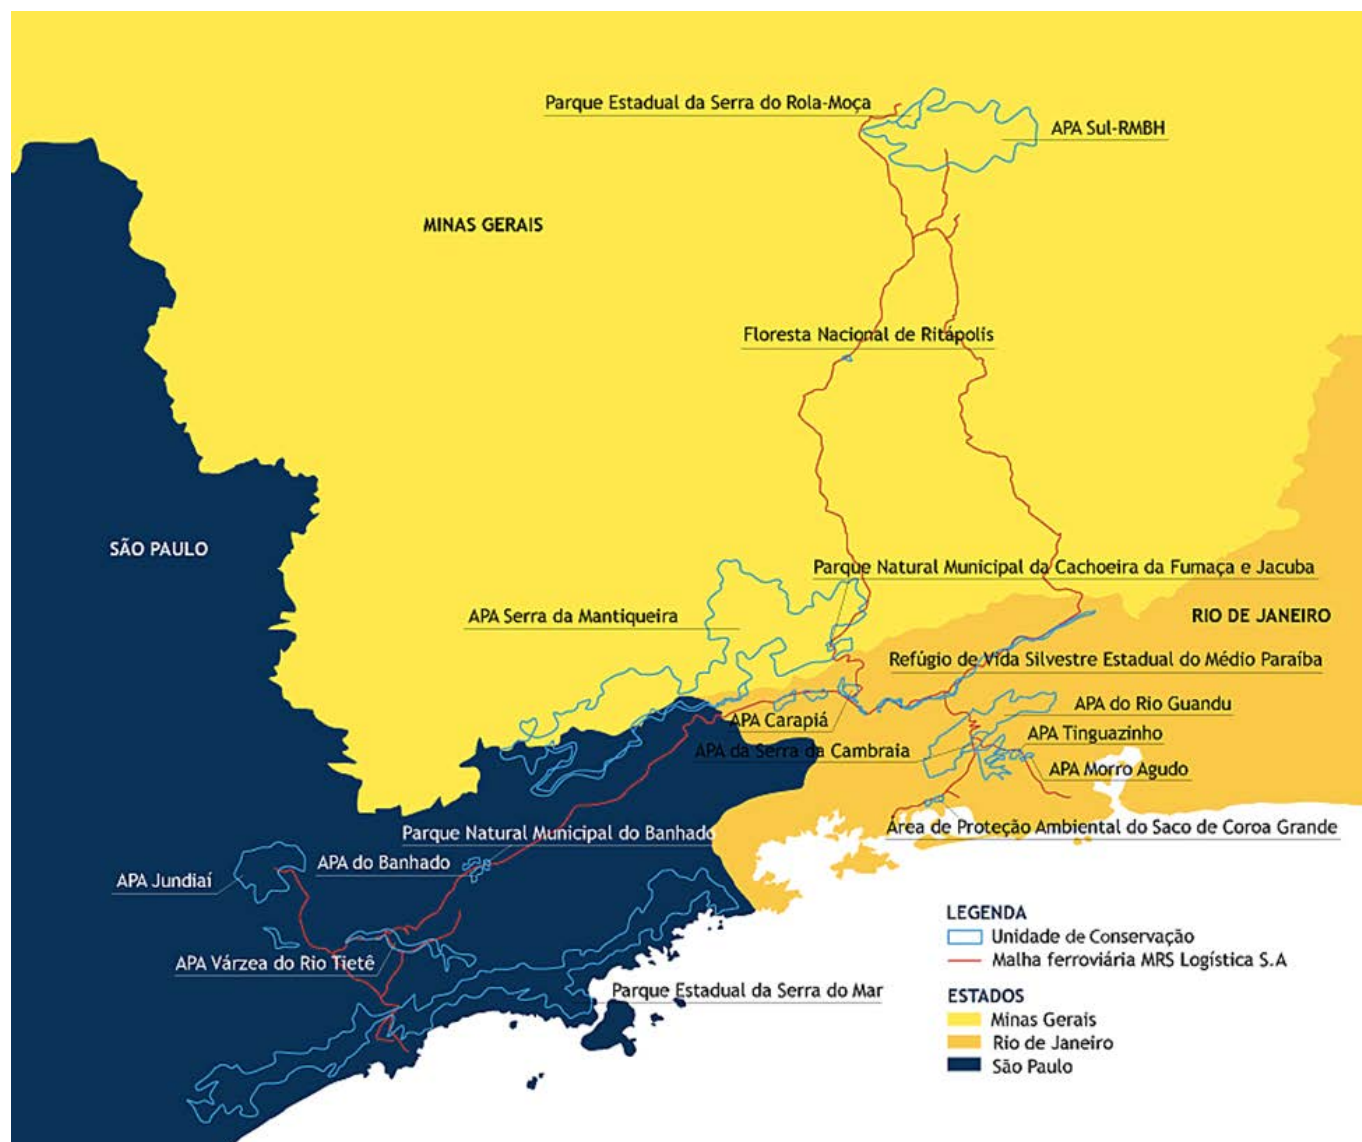 Parque Estadual da Serra do Rola-Moça
APA Sul-RMBH
MINAS GERAIS
Floresta Nacional de Ritápolis
SÃO PAULO
Parque Natural Municipal da Cachoeira da Fumaça e Jacuba
APA Serra da Mantiqueira
RIO DE JANEIRO
Refúgio de Vida Silvestre Estadual do Médio Paraíba
APA do Rio Guandu
APA Carapiá
APA Tinguazinho
APA da Serra da Cambraia
APA Morro Agudo
Área de Proteção Ambiental do Saco de Coroa Grande
Parque Natural Municipal do Banhado
APA do Banhado
APA Jundiaí
APA Várzea do Rio Tietê
Parque Estadual da Serra do Mar
LEGENDA
Unidade de Conservação
Malha ferroviária MRS Logística S.A
ESTADOS
Minas Gerais
Rio de Janeiro
São Paulo